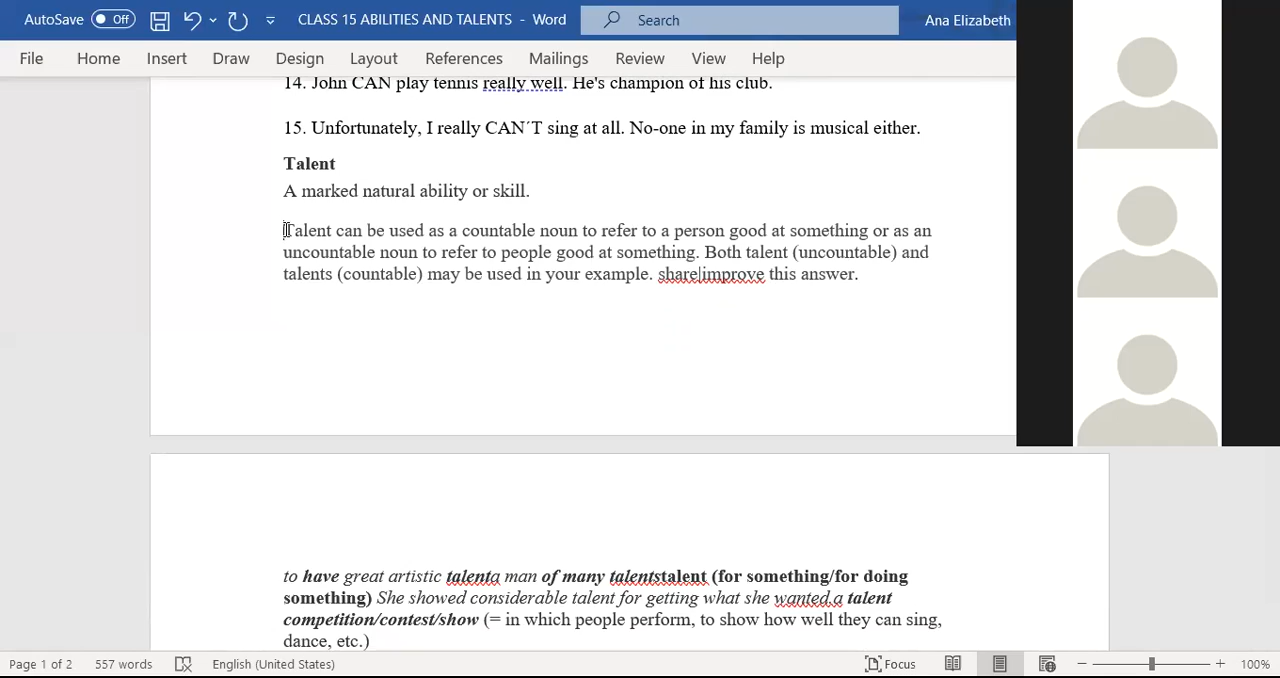 AutoSave Off CLASS 15 ABILITIES AND TALENTS - Word Search Ana Elizabeth
File Home Insert Draw Design Layout References Mailings Review View Help
14. John CAN play tennis really well. He's champion of his club.
15. Unfortunately, I really CAN´T sing at all. No-one in my family is musical either.
Talent
A marked natural ability or skill.
Talent can be used as a countable noun to refer to a person good at something or as an
uncountable noun to refer to people good at something. Both talent (uncountable) and
talents (countable) may be used in your example. share|improve this answer.
to have great artistic talenta man of many talentstalent (for something/for doing
something) She showed considerable talent for getting what she wanted.a talent
competition/contest/show (= in which people perform, to show how well they can sing,
dance, etc.)
Page 1 of 2 557 words English (United States) Focus 100%